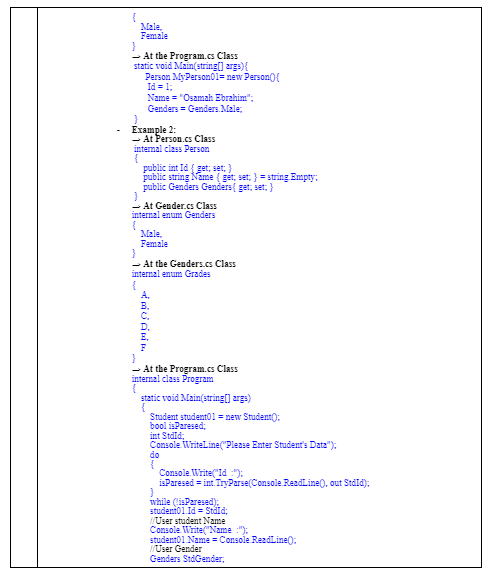 {
Male,
Female
}
→ At the Program.cs Class
static void Main(string[] args){
Person MyPerson01= new Person(){
Id = 1;
Name = "Osamah Ebrahim";
Genders = Genders.Male;
}
- Example 2:
→ At Person.cs Class
internal class Person
{
public int Id { get; set; }
public string Name { get; set; } = string.Empty;
public Genders Genders{ get; set; }
}
→ At Gender.cs Class
internal enum Genders
{
Male,
Female
}
→ At the Genders.cs Class
internal enum Grades
{
A,
B,
C,
D,
E,
F
}
→ At the Program.cs Class
internal class Program
{
static void Main(string[] args)
{
Student student01 = new Student();
bool isParesed;
int StdId;
Console.WriteLine("Please Enter Student's Data");
do
{
Console.Write("Id :");
isParesed = int.TryParse(Console.ReadLine(), out StdId);
}
while (!isParesed);
student01.Id = StdId;
//User student Name
Console.Write("Name :");
student01.Name = Console.ReadLine();
//User Gender
Genders StdGender;